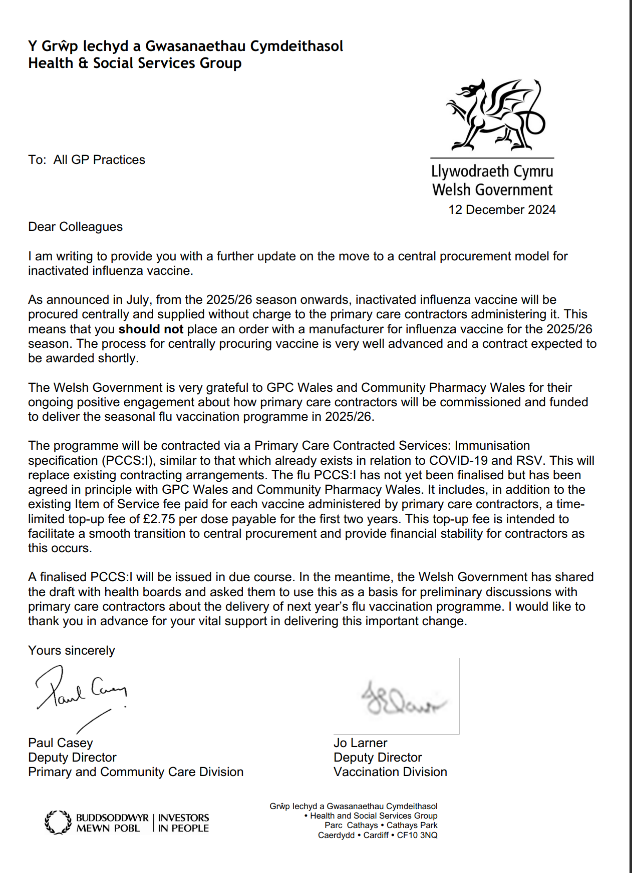 Y Grŵp Iechyd a Gwasanaethau Cymdeithasol
Health & Social Services Group
Llywodraeth Cymru
Welsh Government
To: All GP Practices
12 December 2024
Dear Colleagues
I am writing to provide you with a further update on the move to a central procurement model for
inactivated influenza vaccine.
As announced in July, from the 2025/26 season onwards, inactivated influenza vaccine will be
procured centrally and supplied without charge to the primary care contractors administering it. This
means that you should not place an order with a manufacturer for influenza vaccine for the 2025/26
season. The process for centrally procuring vaccine is very well advanced and a contract expected to
be awarded shortly.
The Welsh Government is very grateful to GPC Wales and Community Pharmacy Wales for their
ongoing positive engagement about how primary care contractors will be commissioned and funded
to deliver the seasonal flu vaccination programme in 2025/26.
The programme will be contracted via a Primary Care Contracted Services: Immunisation
specification (PCCS:I), similar to that which already exists in relation to COVID-19 and RSV. This will
replace existing contracting arrangements. The flu PCCS:I has not yet been finalised but has been
agreed in principle with GPC Wales and Community Pharmacy Wales. It includes, in addition to the
existing Item of Service fee paid for each vaccine administered by primary care contractors, a time-
limited top-up fee of £2.75 per dose payable for the first two years. This top-up fee is intended to
facilitate a smooth transition to central procurement and provide financial stability for contractors as
this occurs.
A finalised PCCS:I will be issued in due course. In the meantime, the Welsh Government has shared
the draft with health boards and asked them to use this as a basis for preliminary discussions with
primary care contractors about the delivery of next year's flu vaccination programme. I would like to
thank you in advance for your vital support in delivering this important change.
Yours sincerely
Paul Casey
Paul Casey
Deputy Director
Primary and Community Care Division
Jo Larner
Deputy Director
Vaccination Division
BUDDSODDWYR | INVESTORS
MEWN POBL | IN PEOPLE
Grŵp Iechyd a Gwasanaethau Cymdeithasol
• Health and Social Services Group
Parc Cathays • Cathays Park
Caerdydd • Cardiff • CF10 3NQ